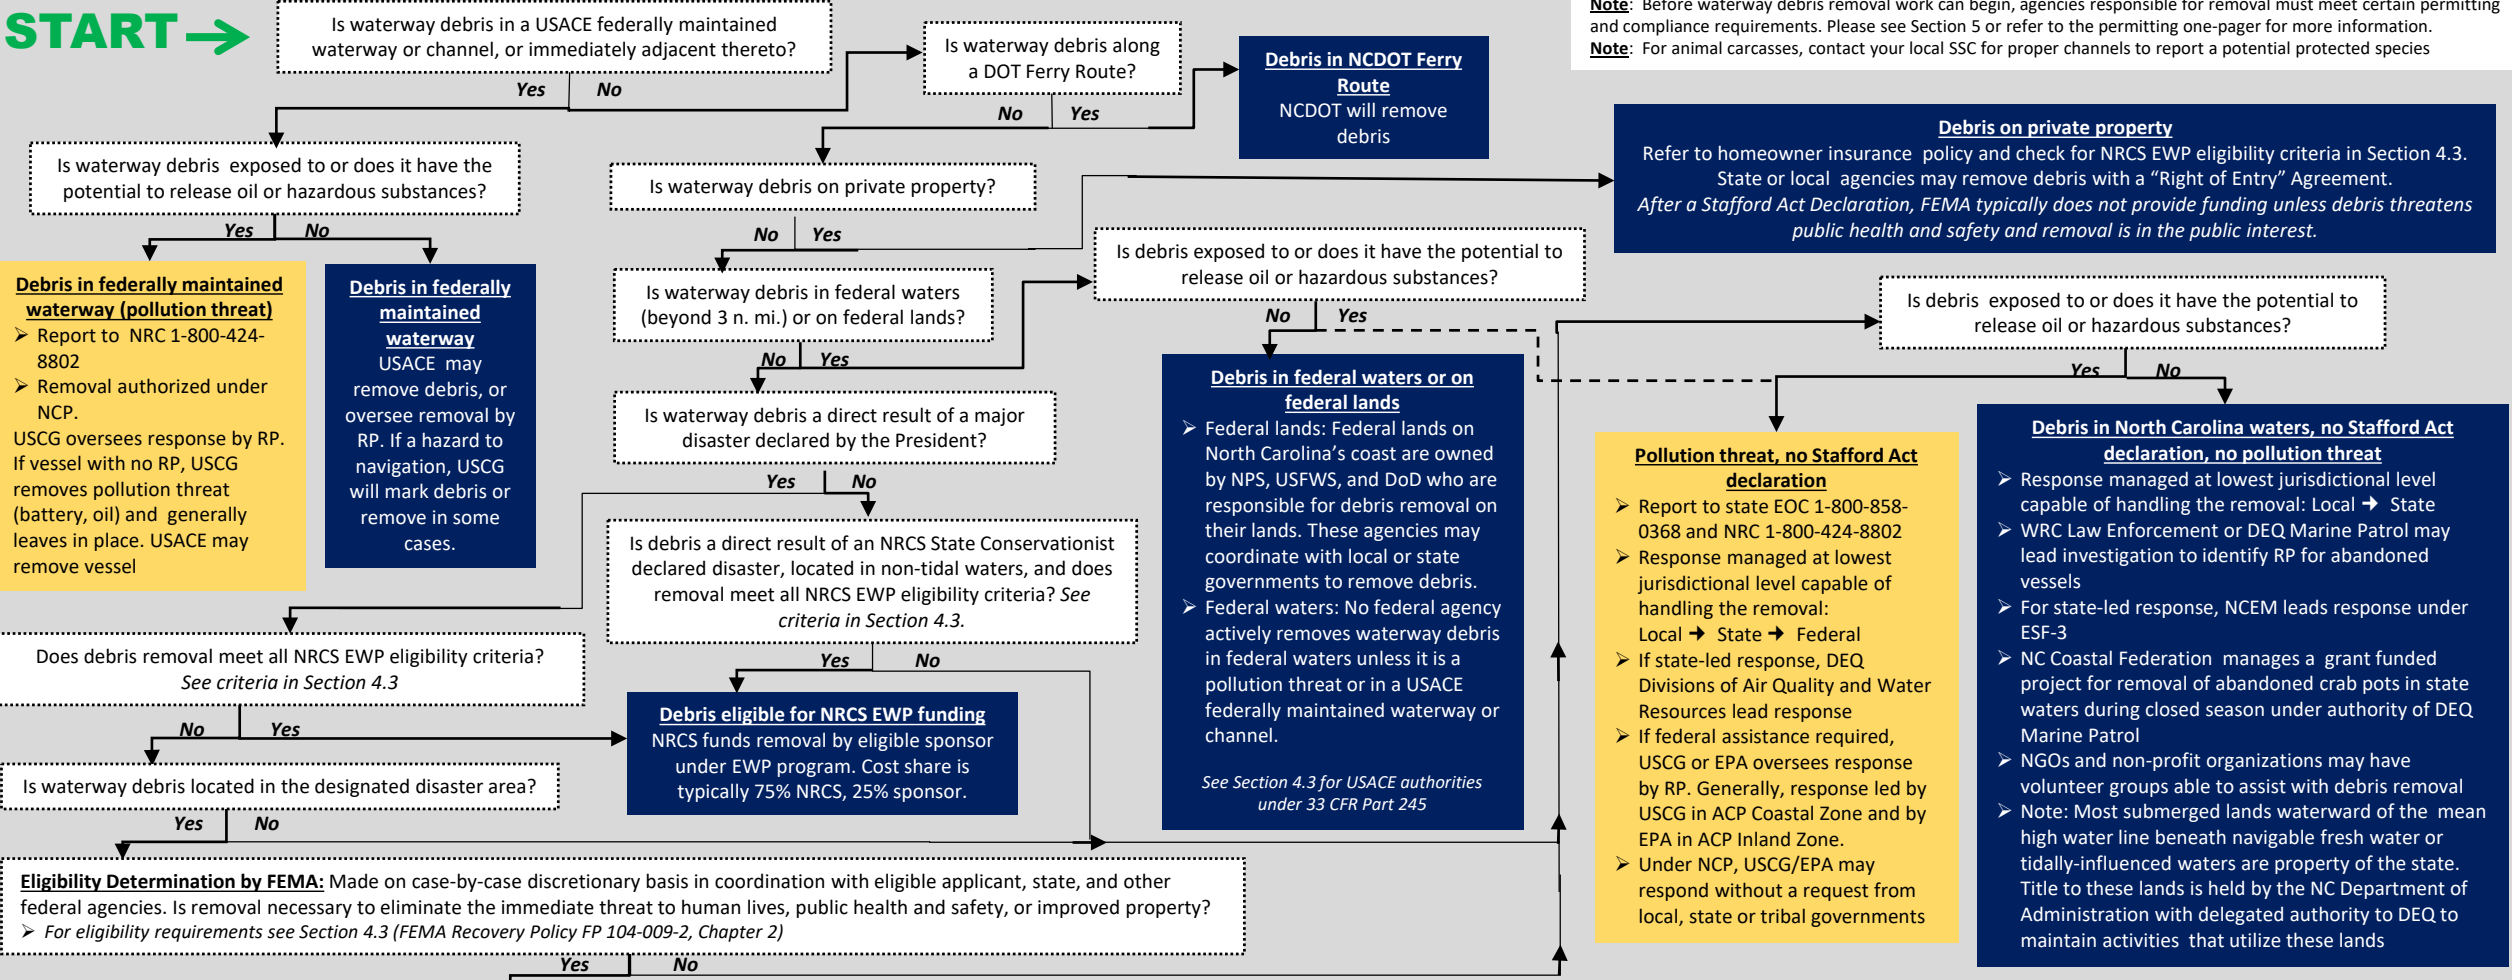 START
Is waterway debris in a USACE federally maintained
waterway or channel, or immediately adjacent thereto?
Yes
No
Is waterway debris along
a DOT Ferry Route?
No
Yes
Debris in NCDOT Ferry
Route
NCDOT will remove
debris
Note: Before waterway debris removal work can begin, agencies responsible for removal must meet certain permitting
and compliance requirements. Please see Section 5 or refer to the permitting one-pager for more information.
Note: For animal carcasses, contact your local SSC for proper channels to report a potential protected species
Debris on private property
Refer to homeowner insurance policy and check for NRCS EWP eligibility criteria in Section 4.3.
State or local agencies may remove debris with a “Right of Entry” Agreement.
After a Stafford Act Declaration, FEMA typically does not provide funding unless debris threatens
public health and safety and removal is in the public interest.
Is waterway debris exposed to or does it have the
potential to release oil or hazardous substances?
Yes
No
Is waterway debris on private property?
No
Yes
Debris in federally maintained
waterway (pollution threat)
➢ Report to NRC 1-800-424-
8802
➢ Removal authorized under
NCP.
USCG oversees response by RP.
If vessel with no RP, USCG
removes pollution threat
(battery, oil) and generally
leaves in place. USACE may
remove vessel
Debris in federally
maintained
waterway
USACE may
remove debris, or
oversee removal by
RP. If a hazard to
navigation, USCG
will mark debris or
remove in some
cases.
Is waterway debris in federal waters
(beyond 3 n. mi.) or on federal lands?
No
Yes
Is debris exposed to or does it have the potential to
release oil or hazardous substances?
No
Yes
Is debris exposed to or does it have the potential to
release oil or hazardous substances?
Yes
No
Is waterway debris a direct result of a major
disaster declared by the President?
Yes
No
Debris in federal waters or on
federal lands
➢ Federal lands: Federal lands on
North Carolina’s coast are owned
by NPS, USFWS, and DoD who are
responsible for debris removal on
their lands. These agencies may
coordinate with local or state
governments to remove debris.
➢ Federal waters: No federal agency
actively removes waterway debris
in federal waters unless it is a
pollution threat or in a USACE
federally maintained waterway or
channel.
See Section 4.3 for USACE authorities
under 33 CFR Part 245
Pollution threat, no Stafford Act
declaration
➢ Report to state EOC 1-800-858-
0368 and NRC 1-800-424-8802
➢ Response managed at lowest
jurisdictional level capable of
handling the removal:
Local → State → Federal
➢ If state-led response, DEQ
Divisions of Air Quality and Water
Resources lead response
➢ If federal assistance required,
USCG or EPA oversees response
by RP. Generally, response led by
USCG in ACP Coastal Zone and by
EPA in ACP Inland Zone.
➢ Under NCP, USCG/EPA may
respond without a request from
local, state or tribal governments
Debris in North Carolina waters, no Stafford Act
declaration, no pollution threat
➢ Response managed at lowest jurisdictional level
capable of handling the removal: Local → State
➢ WRC Law Enforcement or DEQ Marine Patrol may
lead investigation to identify RP for abandoned
vessels
➢ For state-led response, NCEM leads response under
ESF-3
➢ NC Coastal Federation manages a grant funded
project for removal of abandoned crab pots in state
waters during closed season under authority of DEQ
Marine Patrol
➢ NGOs and non-profit organizations may have
volunteer groups able to assist with debris removal
➢ Note: Most submerged lands waterward of the mean
high water line beneath navigable fresh water or
tidally-influenced waters are property of the state.
Title to these lands is held by the NC Department of
Administration with delegated authority to DEQ to
maintain activities that utilize these lands
Is debris a direct result of an NRCS State Conservationist
declared disaster, located in non-tidal waters, and does
removal meet all NRCS EWP eligibility criteria? See
criteria in Section 4.3.
Yes
No
Does debris removal meet all NRCS EWP eligibility criteria?
See criteria in Section 4.3
No
Yes
Debris eligible for NRCS EWP funding
NRCS funds removal by eligible sponsor
under EWP program. Cost share is
typically 75% NRCS, 25% sponsor.
Is waterway debris located in the designated disaster area?
Yes
No
Eligibility Determination by FEMA: Made on case-by-case discretionary basis in coordination with eligible applicant, state, and other
federal agencies. Is removal necessary to eliminate the immediate threat to human lives, public health and safety, or improved property?
➢ For eligibility requirements see Section 4.3 (FEMA Recovery Policy FP 104-009-2, Chapter 2)
Yes
No